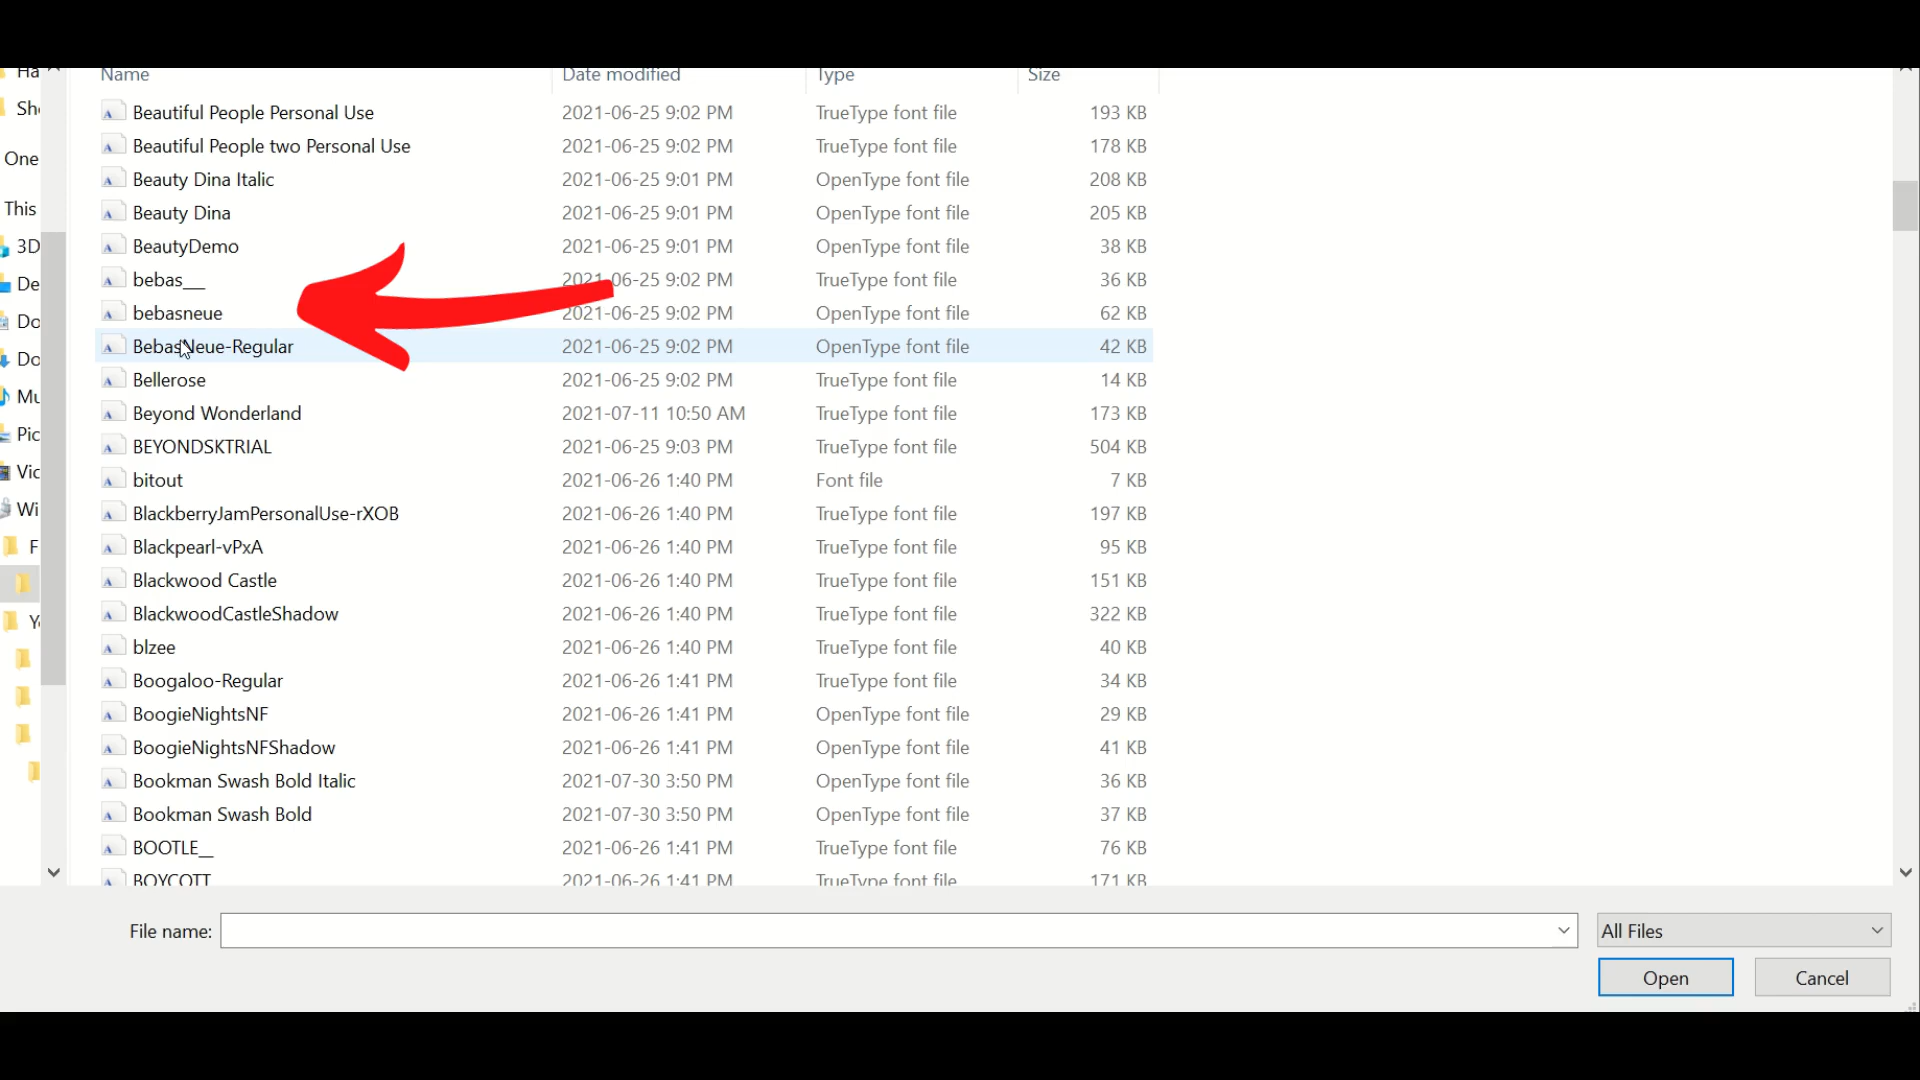 Name Date modified Type Size
Ha
She
One
This
3D
De
Do
Do
Mu
Pic
Vic
Wi
F
Beautiful People Personal Use 2021-06-25 9:02 PM TrueType font file 193 KB
Beautiful People two Personal Use 2021-06-25 9:02 PM TrueType font file 178 KB
Beauty Dina Italic 2021-06-25 9:01 PM OpenType font file 208 KB
Beauty Dina 2021-06-25 9:01 PM OpenType font file 205 KB
BeautyDemo 2021-06-25 9:01 PM OpenType font file 38 KB
bebas__ 2021-06-25 9:02 PM TrueType font file 36 KB
bebasneue 2021-06-25 9:02 PM OpenType font file 62 KB
BebasNeue-Regular 2021-06-25 9:02 PM OpenType font file 42 KB
Bellerose 2021-06-25 9:02 PM TrueType font file 14 KB
Beyond Wonderland 2021-07-11 10:50 AM TrueType font file 173 KB
BEYONDSKTRIAL 2021-06-25 9:03 PM TrueType font file 504 KB
bitout 2021-06-26 1:40 PM Font file 7 KB
BlackberryJamPersonalUse-rXOB 2021-06-26 1:40 PM TrueType font file 197 KB
Blackpearl-vPxA 2021-06-26 1:40 PM TrueType font file 95 KB
Blackwood Castle 2021-06-26 1:40 PM TrueType font file 151 KB
BlackwoodCastleShadow 2021-06-26 1:40 PM TrueType font file 322 KB
blzee 2021-06-26 1:40 PM TrueType font file 40 KB
Boogaloo-Regular 2021-06-26 1:41 PM TrueType font file 34 KB
BoogieNightsNF 2021-06-26 1:41 PM OpenType font file 29 KB
BoogieNightsNFShadow 2021-06-26 1:41 PM OpenType font file 41 KB
Bookman Swash Bold Italic 2021-07-30 3:50 PM OpenType font file 36 KB
Bookman Swash Bold 2021-07-30 3:50 PM OpenType font file 37 KB
BOOTLE__ 2021-06-26 1:41 PM TrueType font file 76 KB
BOYCOTT 2021-06-26 1:41 PM TrueType font file 171 KB
File name: All Files
Open Cancel